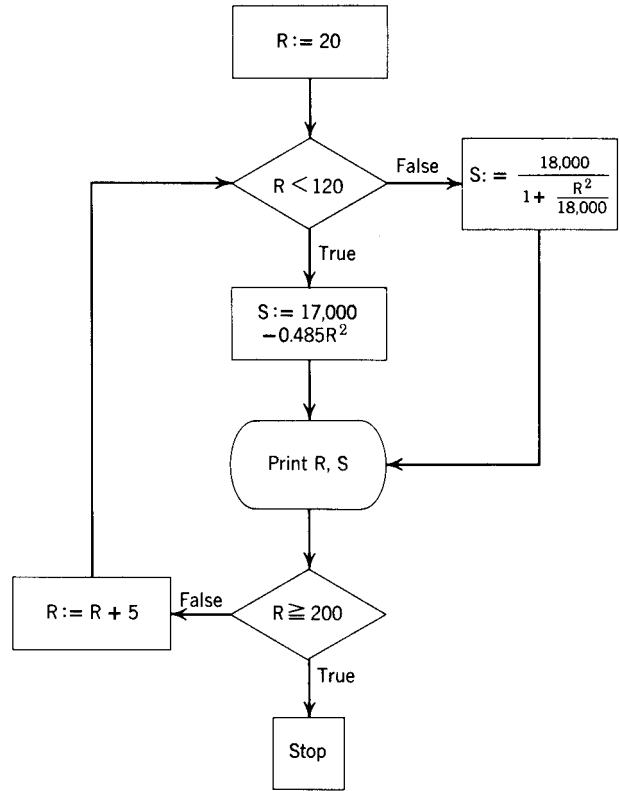 R := 20
R < 120
False
S: = 18,000 / (1 + R² / 18,000)
True
S := 17,000
−0.485R²
Print R, S
R ≧ 200
False
R := R + 5
True
Stop